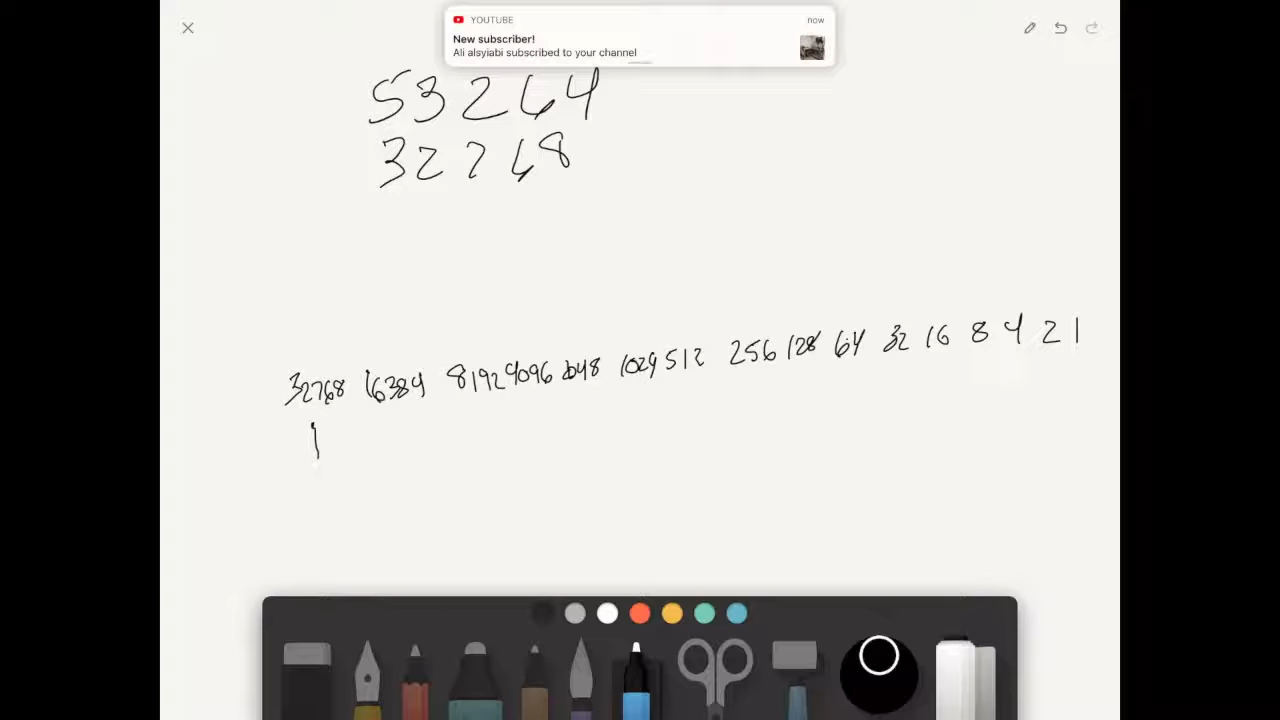 YOUTUBE
now
New subscriber!
Ali alsyiabi subscribed to your channel
53264
32768
32768 16384 8192 4096 2048 1024 512 256 128 64 32 16 8 4 2 1
1